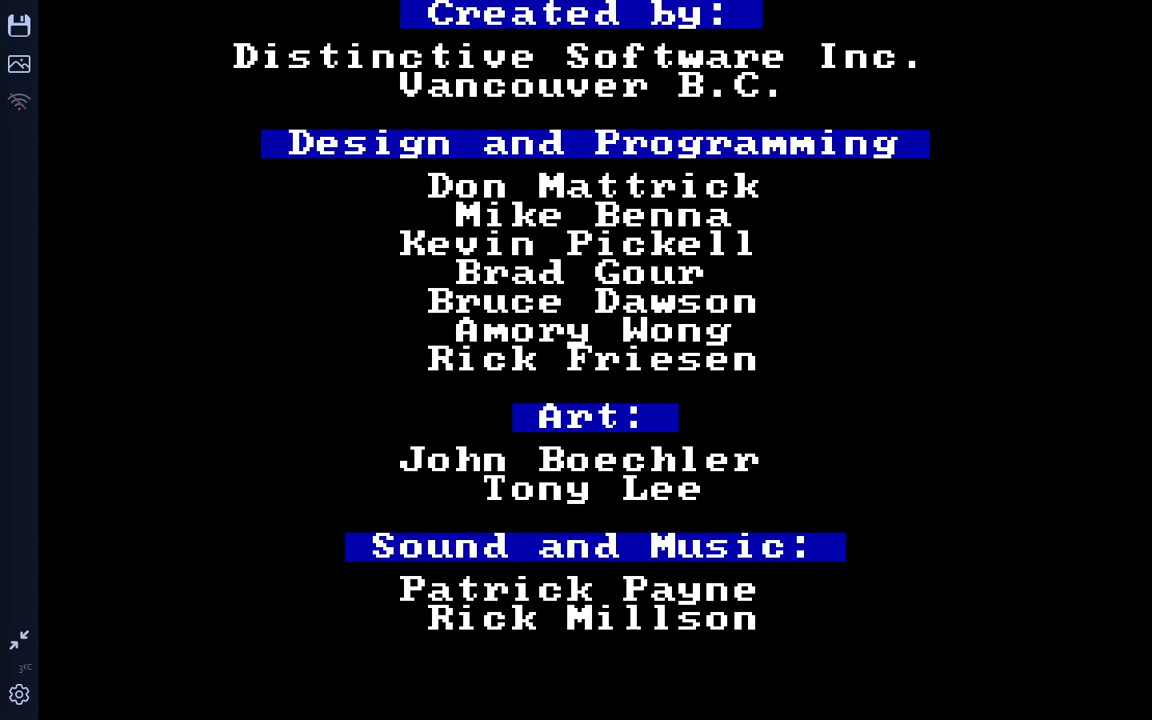 Created by:
Distinctive Software Inc.
Vancouver B.C.
Design and Programming
Don Mattrick
Mike Benna
Kevin Pickell
Brad Gour
Bruce Dawson
Amory Wong
Rick Friesen
Art:
John Boechler
Tony Lee
Sound and Music:
Patrick Payne
Rick Millson
3KC